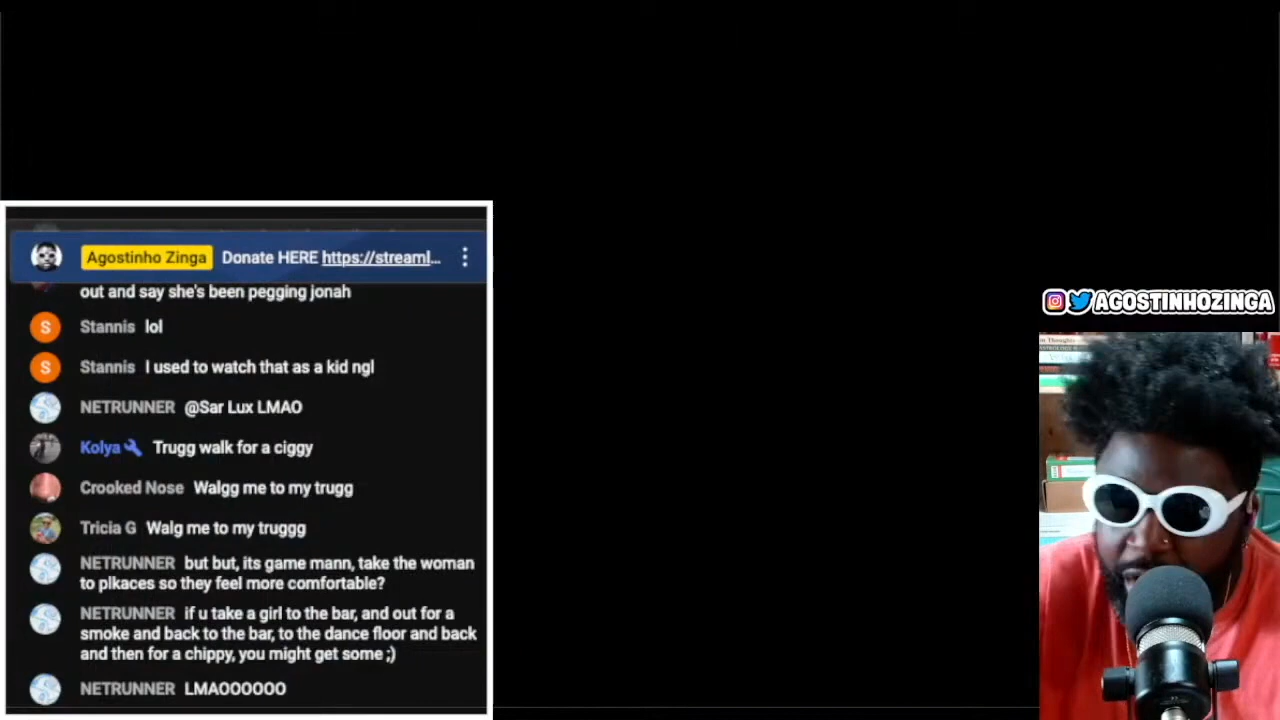 Agostinho Zinga Donate HERE https://streaml...
out and say she's been pegging jonah
S Stannis lol
S Stannis I used to watch that as a kid ngl
NETRUNNER @Sar Lux LMAO
Kolya Trugg walk for a ciggy
Crooked Nose Walgg me to my trugg
Tricia G Walg me to my truggg
NETRUNNER but but, its game mann, take the woman
to plkaces so they feel more comfortable?
NETRUNNER if u take a girl to the bar, and out for a
smoke and back to the bar, to the dance floor and back
and then for a chippy, you might get some ;)
NETRUNNER LMAOOOOOO
AGOSTINHOZINGA